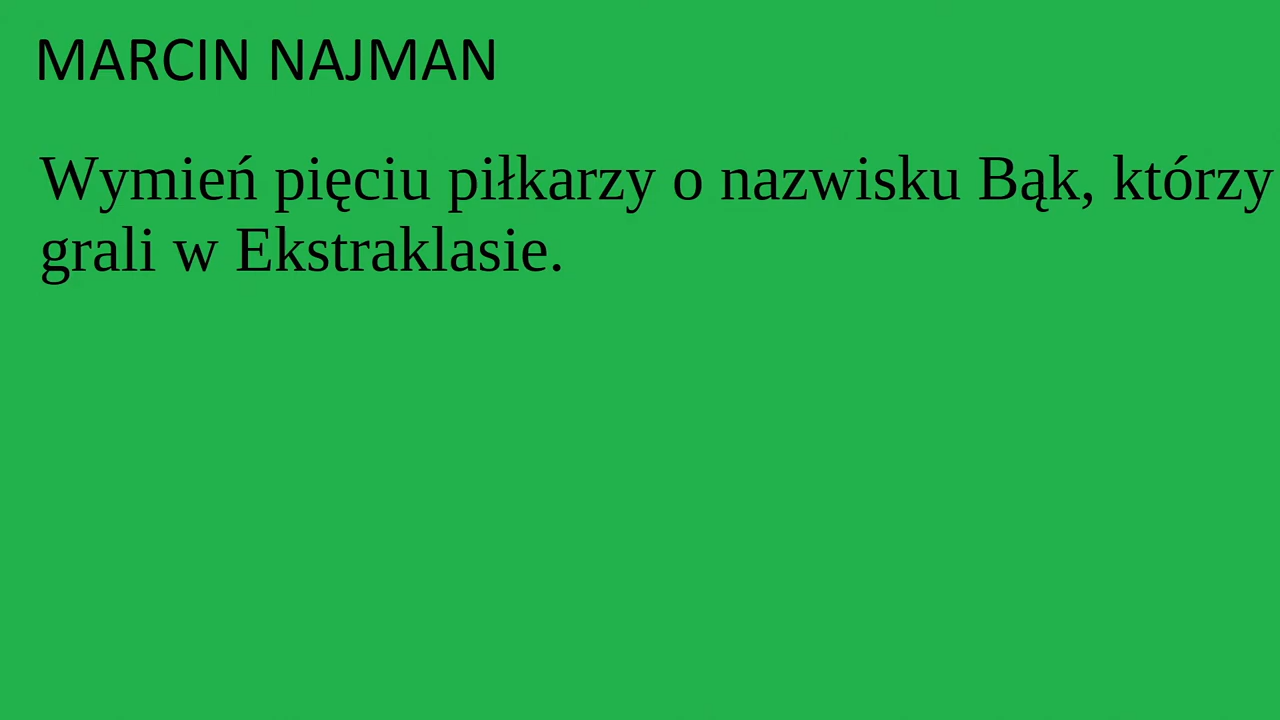 MARCIN NAJMAN
Wymień pięciu piłkarzy o nazwisku Bąk, którzy
grali w Ekstraklasie.